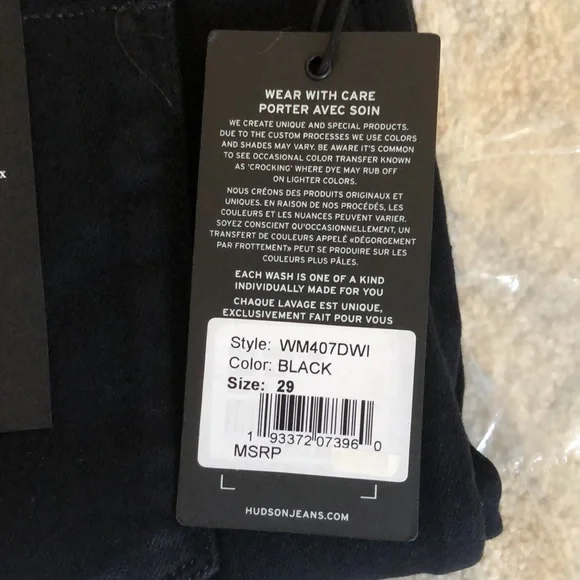 x
WEAR WITH CARE
PORTER AVEC SOIN
WE CREATE UNIQUE AND SPECIAL PRODUCTS.
DUE TO THE CUSTOM PROCESSES WE USE COLORS
AND SHADES MAY VARY. BE AWARE IT'S COMMON
TO SEE OCCASIONAL COLOR TRANSFER KNOWN
AS 'CROCKING' WHERE DYE MAY RUB OFF
ON LIGHTER COLORS.
NOUS CRÉONS DES PRODUITS ORIGINAUX ET
UNIQUES. EN RAISON DE NOS PROCÉDÉS, LES
COULEURS ET LES NUANCES PEUVENT VARIER.
SOYEZ CONSCIENT QU'OCCASIONNELLEMENT, UN
TRANSFERT DE COULEURS APPELÉ «DÉGORGEMENT
PAR FROTTEMENT» PEUT SE PRODUIRE SUR LES
COULEURS PLUS PÂLES.
EACH WASH IS ONE OF A KIND
INDIVIDUALLY MADE FOR YOU
CHAQUE LAVAGE EST UNIQUE,
EXCLUSIVEMENT FAIT POUR VOUS
Style: WM407DWI
Color: BLACK
Size: 29
1 93372 07396 0
MSRP
HUDSONJEANS.COM